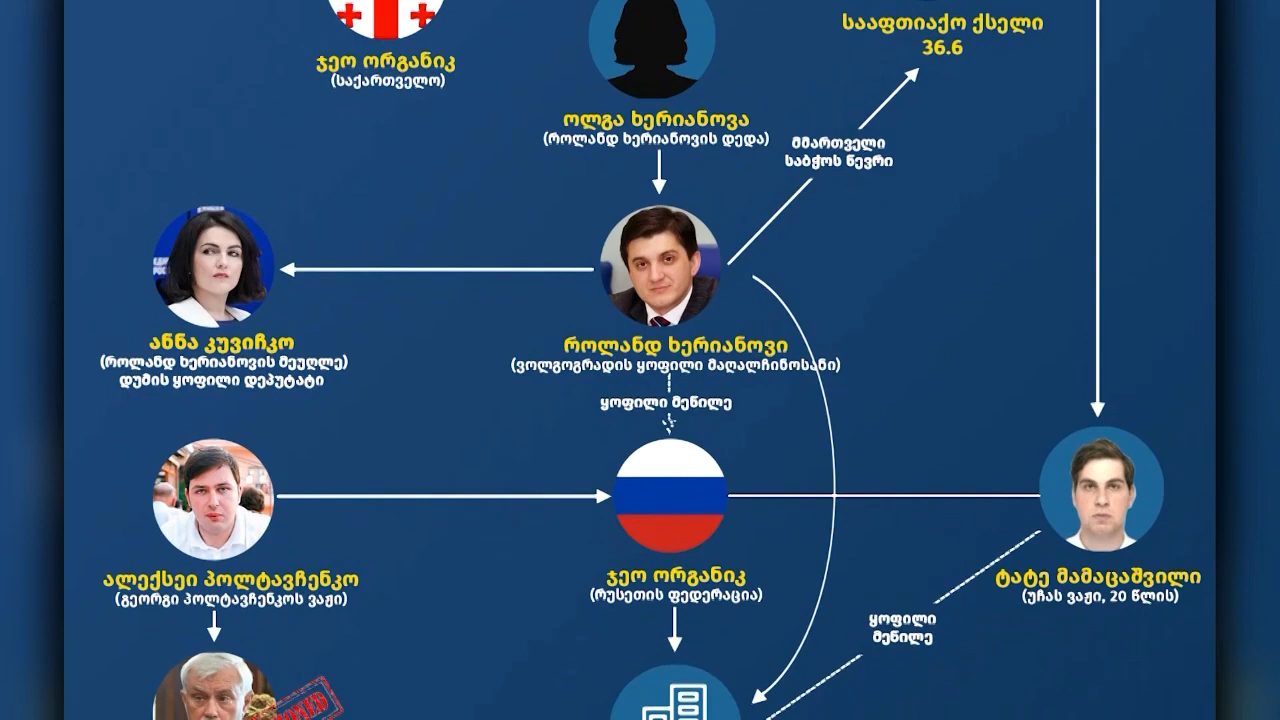 ჯეო ორგანიკ
(საქართველო)
სააფთიაქო ქსელი
36.6
ოლგა ხერიანოვა
(როლანდ ხერიანოვის დედა)
მმართველი
საბჭოს წევრი
როლანდ ხერიანოვი
(ვოლგოგრადის ყოფილი მაღალჩინოსანი)
ანნა კუვიჩკო
(როლანდ ხერიანოვის მეუღლე)
დუმის ყოფილი დეპუტატი
ყოფილი მეწილე
ალექსეი პოლტავჩენკო
(გეორგი პოლტავჩენკოს ვაჟი)
ჯეო ორგანიკ
(რუსეთის ფედერაცია)
ტატე მამაცაშვილი
(უჩას ვაჟი, 20 წლის)
ყოფილი
მეწილე